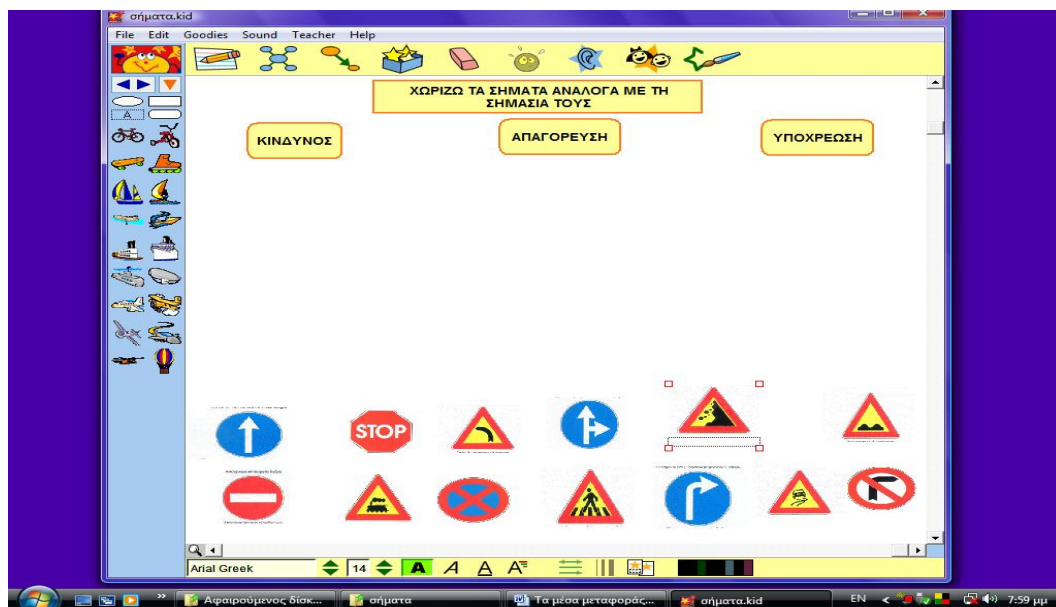 σήματα.kid
File Edit Goodies Sound Teacher Help
A
ΧΩΡΙΖΩ ΤΑ ΣΗΜΑΤΑ ΑΝΑΛΟΓΑ ΜΕ ΤΗ
ΣΗΜΑΣΙΑ ΤΟΥΣ
ΚΙΝΔΥΝΟΣ
ΑΠΑΓΟΡΕΥΣΗ
ΥΠΟΧΡΕΩΣΗ
STOP
Arial Greek 14 A A A A
Αφαιρούμενος δίσκ... σήματα Τα μέσα μεταφοράς... σήματα.kid EN 7:59 μμ